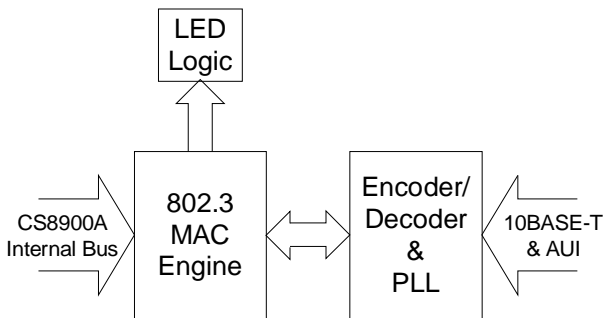 LED
Logic
CS8900A
Internal Bus
802.3
MAC
Engine
Encoder/
Decoder
&
PLL
10BASE-T
& AUI